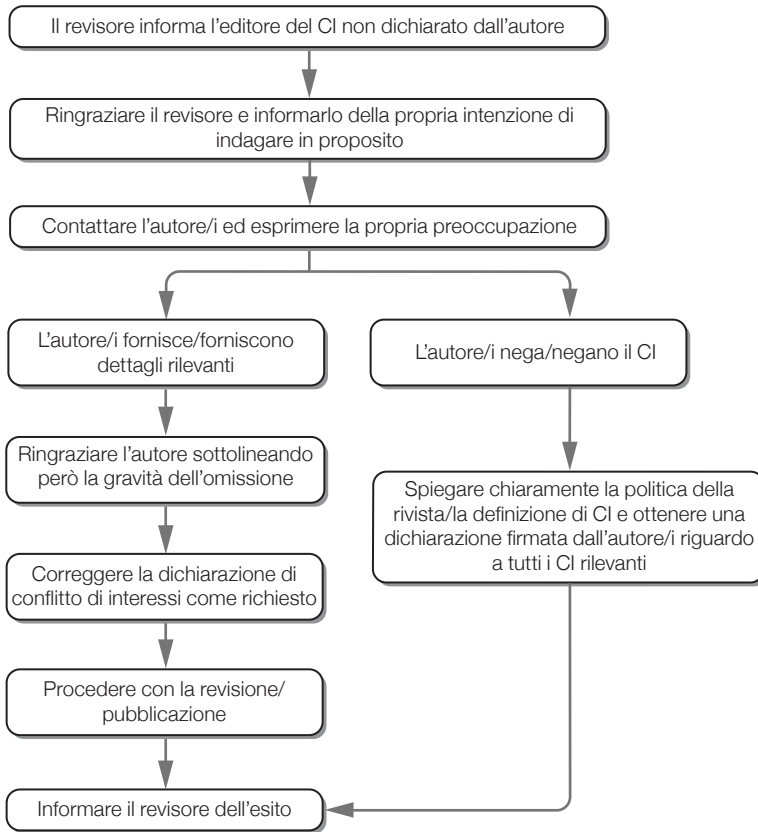 Il revisore informa l'editore del CI non dichiarato dall'autore
Ringraziare il revisore e informarlo della propria intenzione di
indagare in proposito
Contattare l'autore/i ed esprimere la propria preoccupazione
L'autore/i fornisce/forniscono
dettagli rilevanti
Ringraziare l'autore sottolineando
però la gravità dell'omissione
Correggere la dichiarazione di
conflitto di interessi come richiesto
Procedere con la revisione/
pubblicazione
L'autore/i nega/negano il CI
Spiegare chiaramente la politica della
rivista/la definizione di CI e ottenere una
dichiarazione firmata dall'autore/i riguardo
a tutti i CI rilevanti
Informare il revisore dell'esito